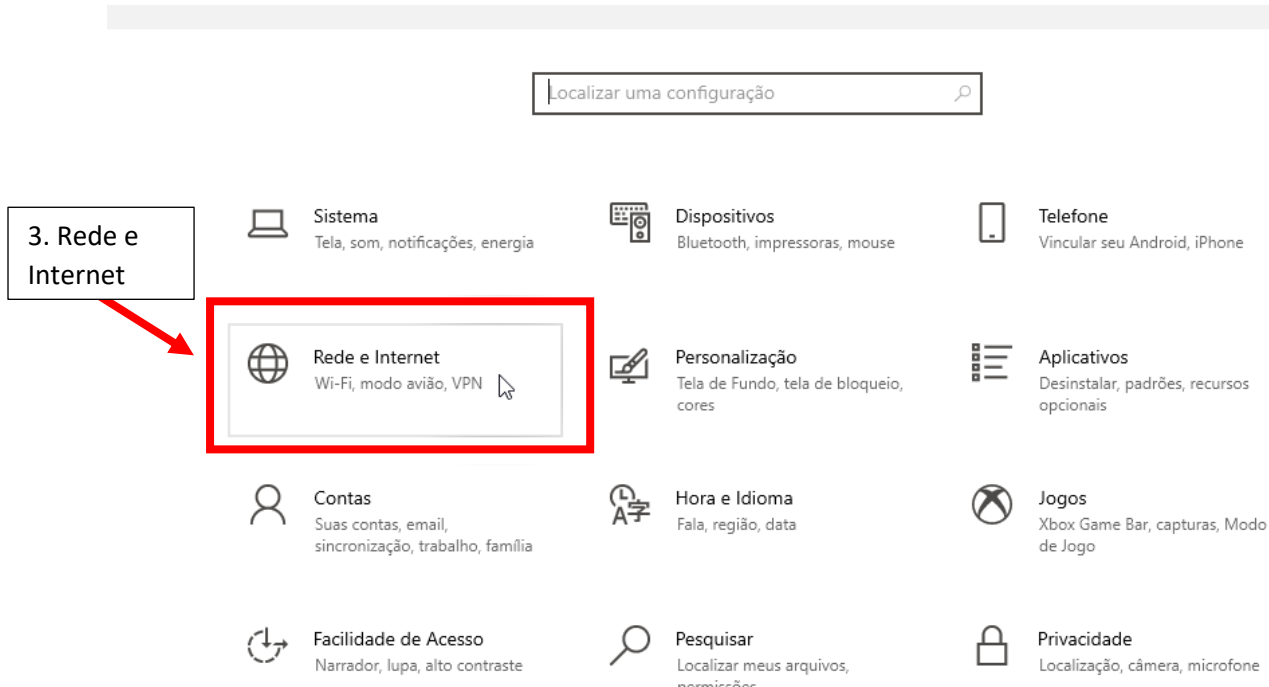 Localizar uma configuração
3. Rede e
Internet
Sistema
Tela, som, notificações, energia
Dispositivos
Bluetooth, impressoras, mouse
Telefone
Vincular seu Android, iPhone
Rede e Internet
Wi-Fi, modo avião, VPN
Personalização
Tela de Fundo, tela de bloqueio,
cores
Aplicativos
Desinstalar, padrões, recursos
opcionais
Contas
Suas contas, email,
sincronização, trabalho, família
Hora e Idioma
Fala, região, data
Jogos
Xbox Game Bar, capturas, Modo
de Jogo
Facilidade de Acesso
Narrador, lupa, alto contraste
Pesquisar
Localizar meus arquivos,
permissões
Privacidade
Localização, câmera, microfone